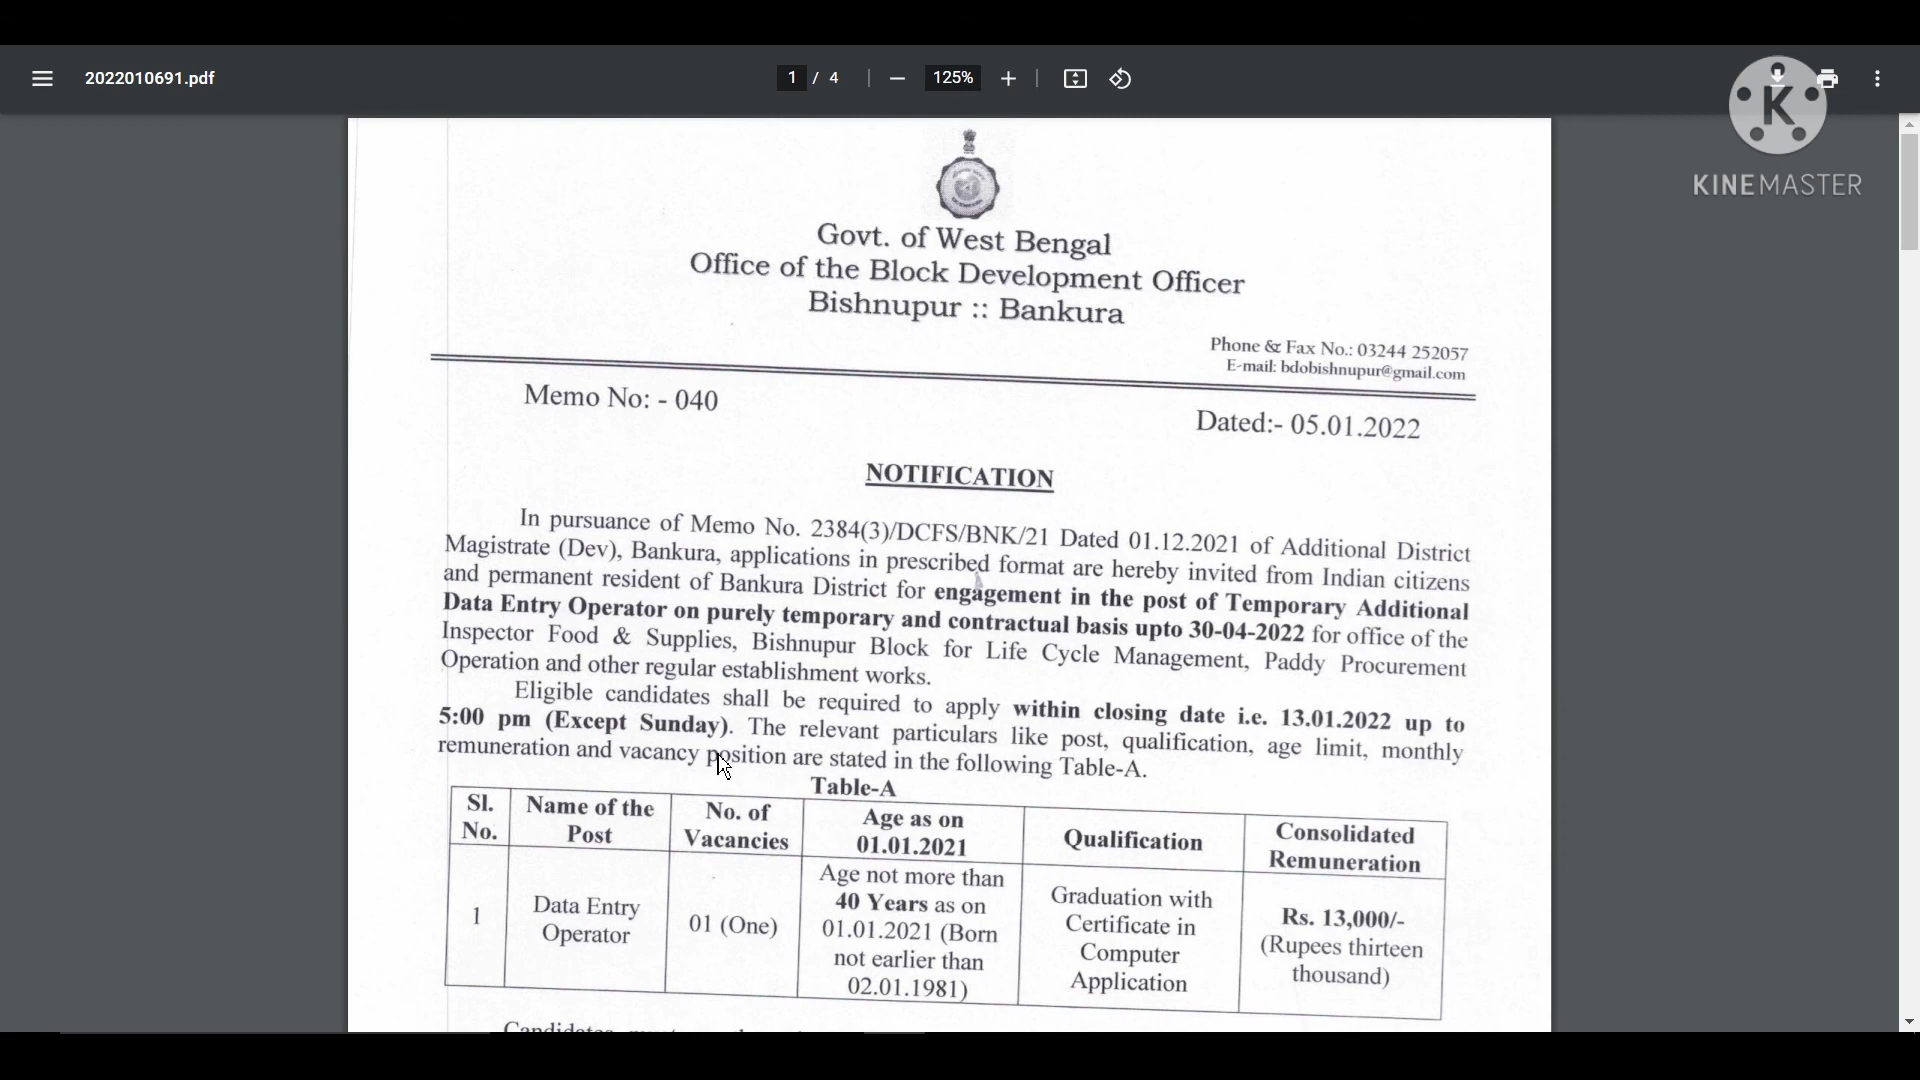 2022010691.pdf
1 / 4
125%
KINEMASTER
Govt. of West Bengal
Office of the Block Development Officer
Bishnupur :: Bankura
Phone & Fax No.: 03244 252057
E-mail: bdobishnupur@gmail.com
Memo No: - 040
Dated:- 05.01.2022
NOTIFICATION
In pursuance of Memo No. 2384(3)/DCFS/BNK/21 Dated 01.12.2021 of Additional District
Magistrate (Dev), Bankura, applications in prescribed format are hereby invited from Indian citizens
and permanent resident of Bankura District for engagement in the post of Temporary Additional
Data Entry Operator on purely temporary and contractual basis upto 30-04-2022 for office of the
Inspector Food & Supplies, Bishnupur Block for Life Cycle Management, Paddy Procurement
Operation and other regular establishment works.
Eligible candidates shall be required to apply within closing date i.e. 13.01.2022 up to
5:00 pm (Except Sunday). The relevant particulars like post, qualification, age limit, monthly
remuneration and vacancy position are stated in the following Table-A.
Table-A
Sl. No. Name of the Post No. of Vacancies Age as on 01.01.2021 Qualification Consolidated Remuneration
1 Data Entry Operator 01 (One) Age not more than 40 Years as on 01.01.2021 (Born not earlier than 02.01.1981) Graduation with Certificate in Computer Application Rs. 13,000/- (Rupees thirteen thousand)